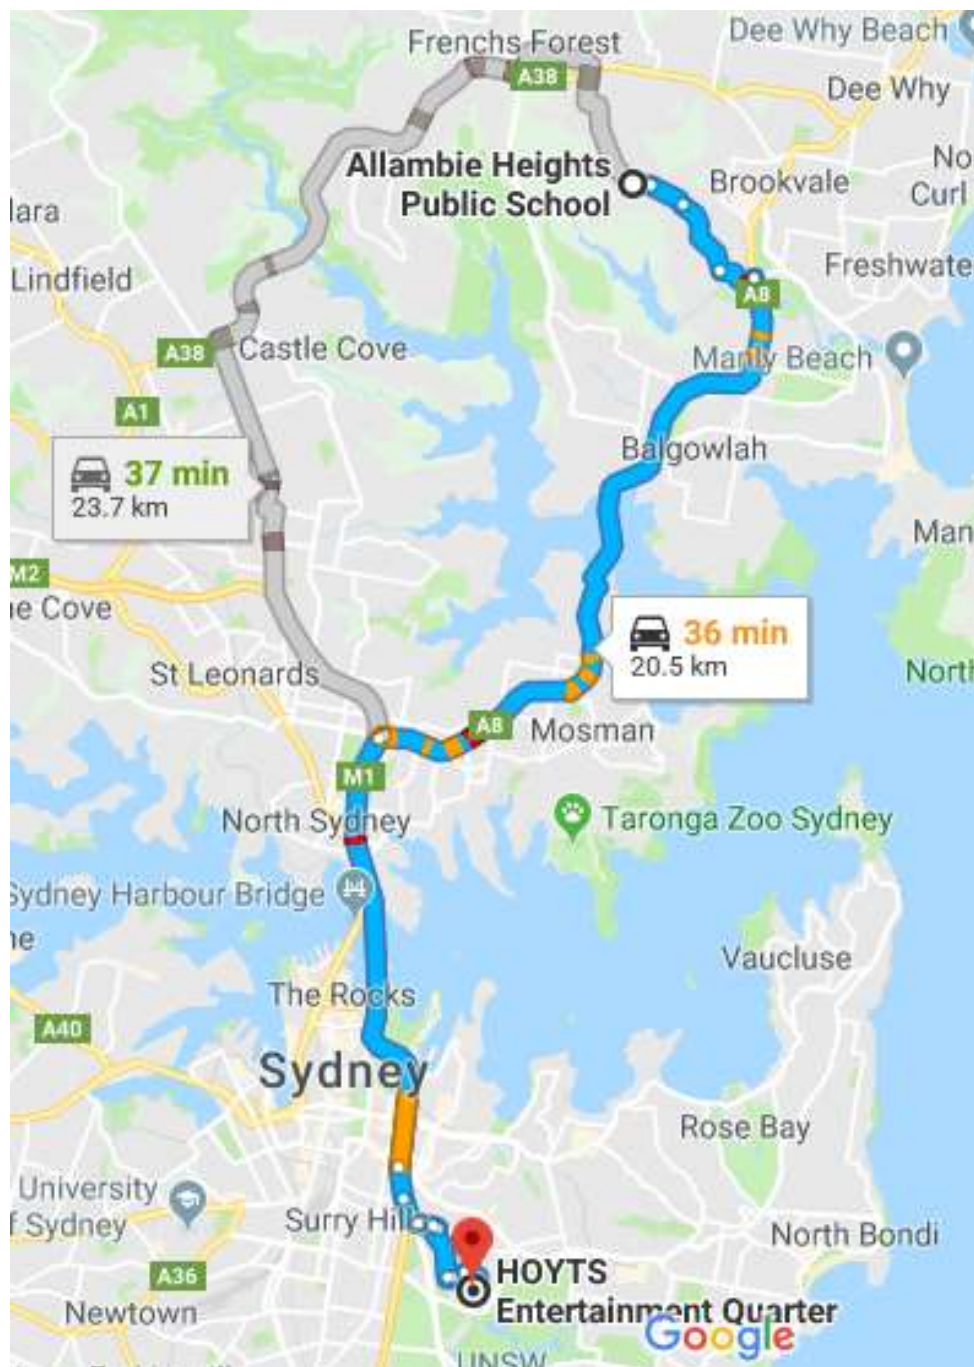 Frenchs Forest
Dee Why Beach
A38
Dee Why
Allambie Heights
Public School
Brookvale
No
Curl
lara
Lindfield
A8
Freshwate
A38
Castle Cove
Manly Beach
A1
Balgowlah
37 min
23.7 km
Man
M2
e Cove
36 min
20.5 km
St Leonards
North
A8
Mosman
M1
North Sydney
Taronga Zoo Sydney
Sydney Harbour Bridge
ne
Vaucluse
The Rocks
A40
Sydney
Rose Bay
University
f Sydney
Surry Hill
North Bondi
A36
HOYTS
Entertainment Quarter
Newtown
Google
UNSW